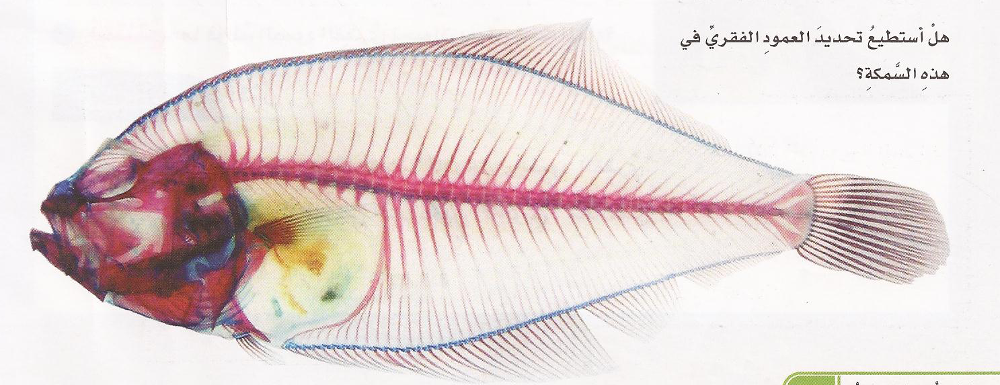 هلْ أستطيعُ تحديدَ العمودِ الفقريِّ في
هذهِ السَّمكةِ؟